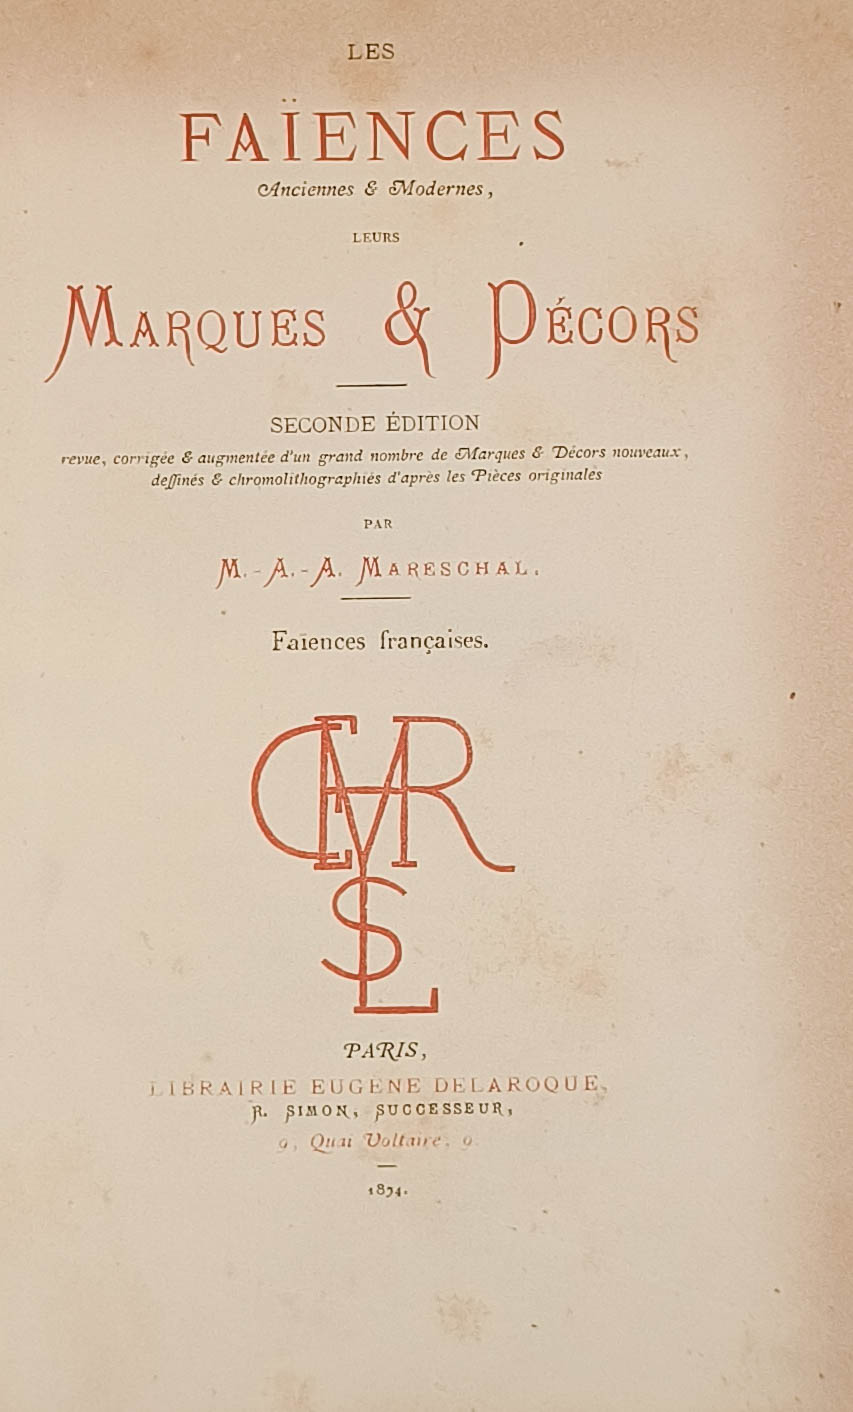 LES
FAÏENCES
Anciennes & Modernes,
LEURS
MARQUES & DÉCORS
SECONDE ÉDITION
revue, corrigée & augmentée d'un grand nombre de Marques & Décors nouveaux,
deſſinés & chromolithographiés d'après les Pièces originales
PAR
M.-A.-A. MARESCHAL.
Faïences françaises.
PARIS,
LIBRAIRIE EUGÈNE DELAROQUE,
R. SIMON, SUCCESSEUR,
9, Quai Voltaire, 9
1874.